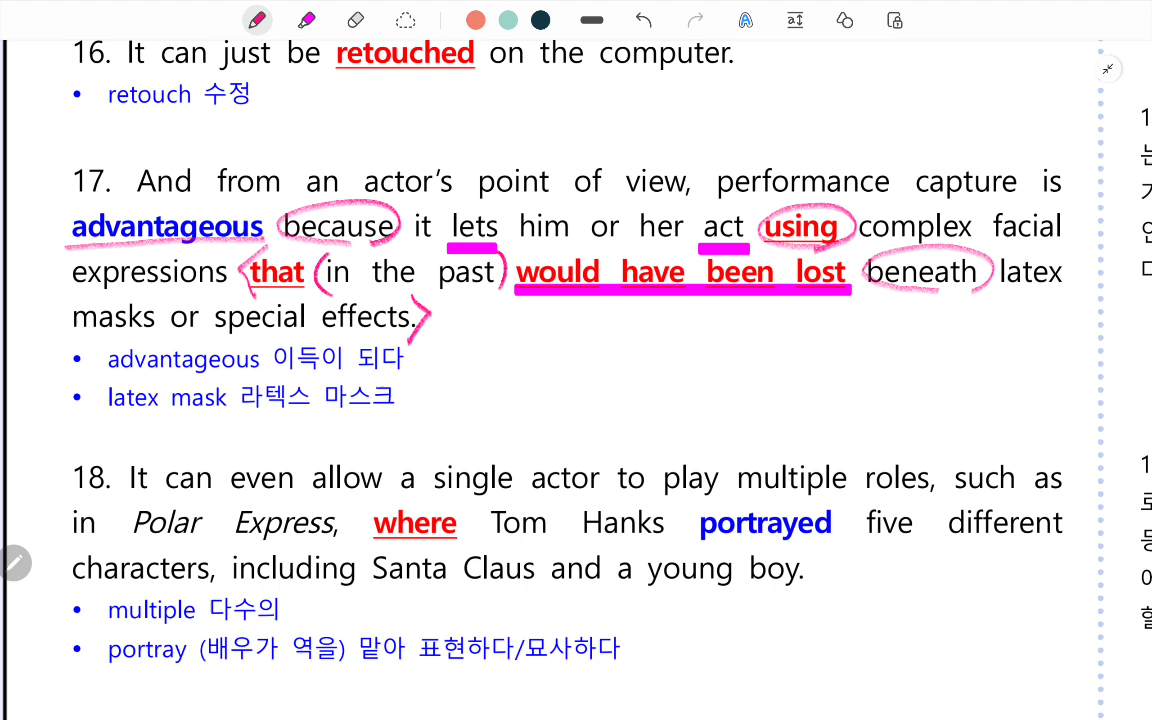 16. It can just be retouched on the computer.
• retouch 수정
17. And from an actor's point of view, performance capture is
advantageous because it lets him or her act using complex facial
expressions that (in the past) would have been lost beneath latex
masks or special effects.
• advantageous 이득이 되다
• latex mask 라텍스 마스크
18. It can even allow a single actor to play multiple roles, such as
in Polar Express, where Tom Hanks portrayed five different
characters, including Santa Claus and a young boy.
• multiple 다수의
• portray (배우가 역을) 맡아 표현하다/묘사하다